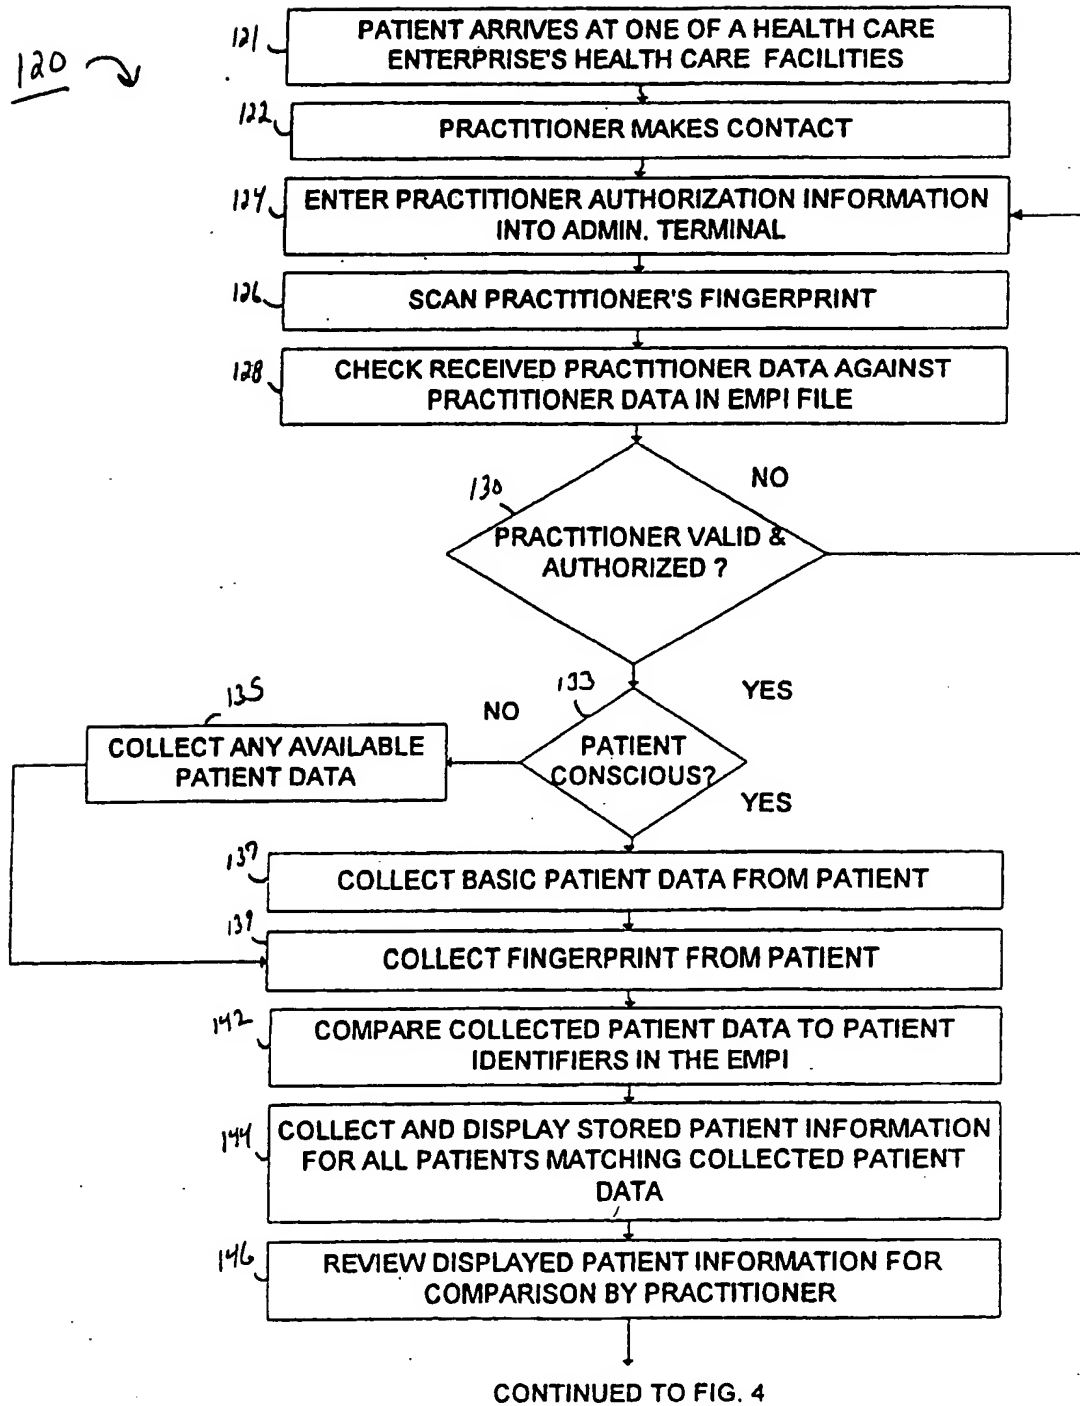 120
121
PATIENT ARRIVES AT ONE OF A HEALTH CARE
ENTERPRISE'S HEALTH CARE FACILITIES
122
PRACTITIONER MAKES CONTACT
124
ENTER PRACTITIONER AUTHORIZATION INFORMATION
INTO ADMIN. TERMINAL
126
SCAN PRACTITIONER'S FINGERPRINT
128
CHECK RECEIVED PRACTITIONER DATA AGAINST
PRACTITIONER DATA IN EMPI FILE
130
NO
PRACTITIONER VALID &
AUTHORIZED ?
133
YES
135
NO
COLLECT ANY AVAILABLE
PATIENT DATA
PATIENT
CONSCIOUS?
YES
137
COLLECT BASIC PATIENT DATA FROM PATIENT
139
COLLECT FINGERPRINT FROM PATIENT
142
COMPARE COLLECTED PATIENT DATA TO PATIENT
IDENTIFIERS IN THE EMPI
144
COLLECT AND DISPLAY STORED PATIENT INFORMATION
FOR ALL PATIENTS MATCHING COLLECTED PATIENT
DATA
146
REVIEW DISPLAYED PATIENT INFORMATION FOR
COMPARISON BY PRACTITIONER
CONTINUED TO FIG. 4